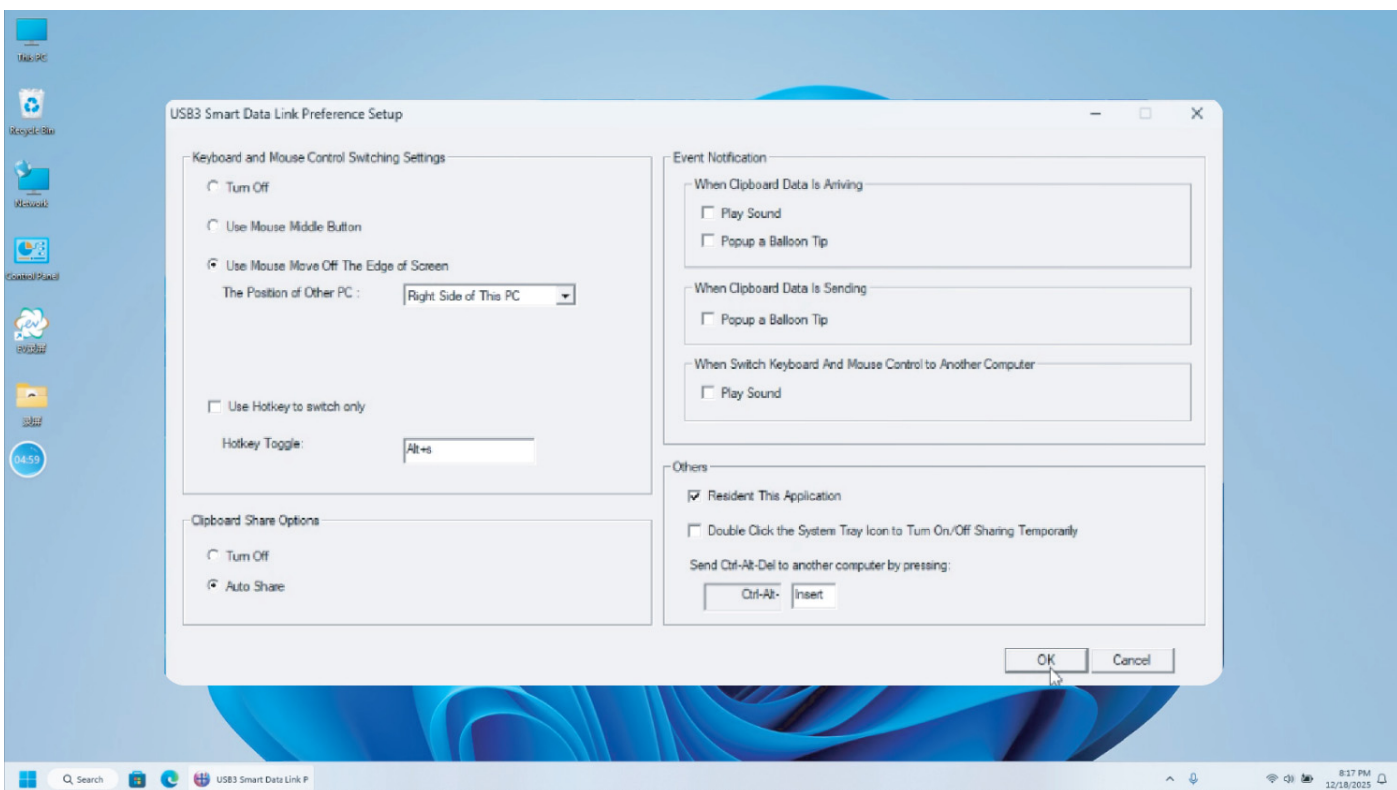 This PC
Recycle Bin
Network
Control Panel
04:59
USB3 Smart Data Link Preference Setup
Keyboard and Mouse Control Switching Settings
Turn Off
Use Mouse Middle Button
Use Mouse Move Off The Edge of Screen
The Position of Other PC :
Right Side of This PC
Use Hotkey to switch only
Hotkey Toggle:
Alt+s
Clipboard Share Options
Turn Off
Auto Share
Event Notification
When Clipboard Data Is Arriving
Play Sound
Popup a Balloon Tip
When Clipboard Data Is Sending
Popup a Balloon Tip
When Switch Keyboard And Mouse Control to Another Computer
Play Sound
Others
Resident This Application
Double Click the System Tray Icon to Turn On/Off Sharing Temporarily
Send Ctrl-Alt-Del to another computer by pressing:
Ctrl-Alt-
Insert
OK
Cancel
Search
USB3 Smart Data Link P
8:17 PM
12/18/2025